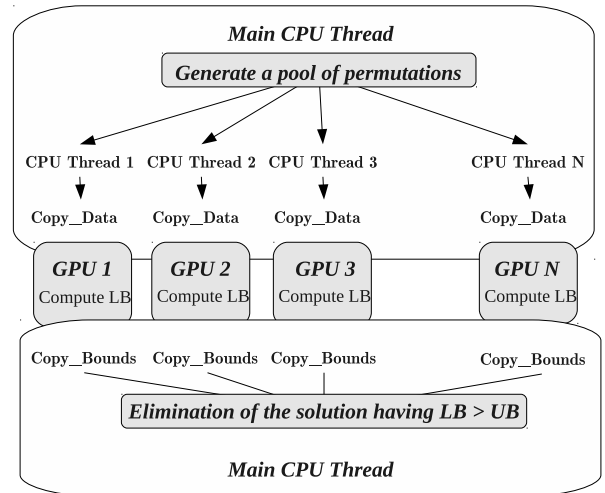 Main CPU Thread
Generate a pool of permutations
CPU Thread 1 CPU Thread 2 CPU Thread 3 CPU Thread N
Copy_Data Copy_Data Copy_Data Copy_Data
GPU 1 GPU 2 GPU 3 GPU N
Compute LB Compute LB Compute LB Compute LB
Copy_Bounds Copy_Bounds Copy_Bounds Copy_Bounds
Elimination of the solution having LB > UB
Main CPU Thread